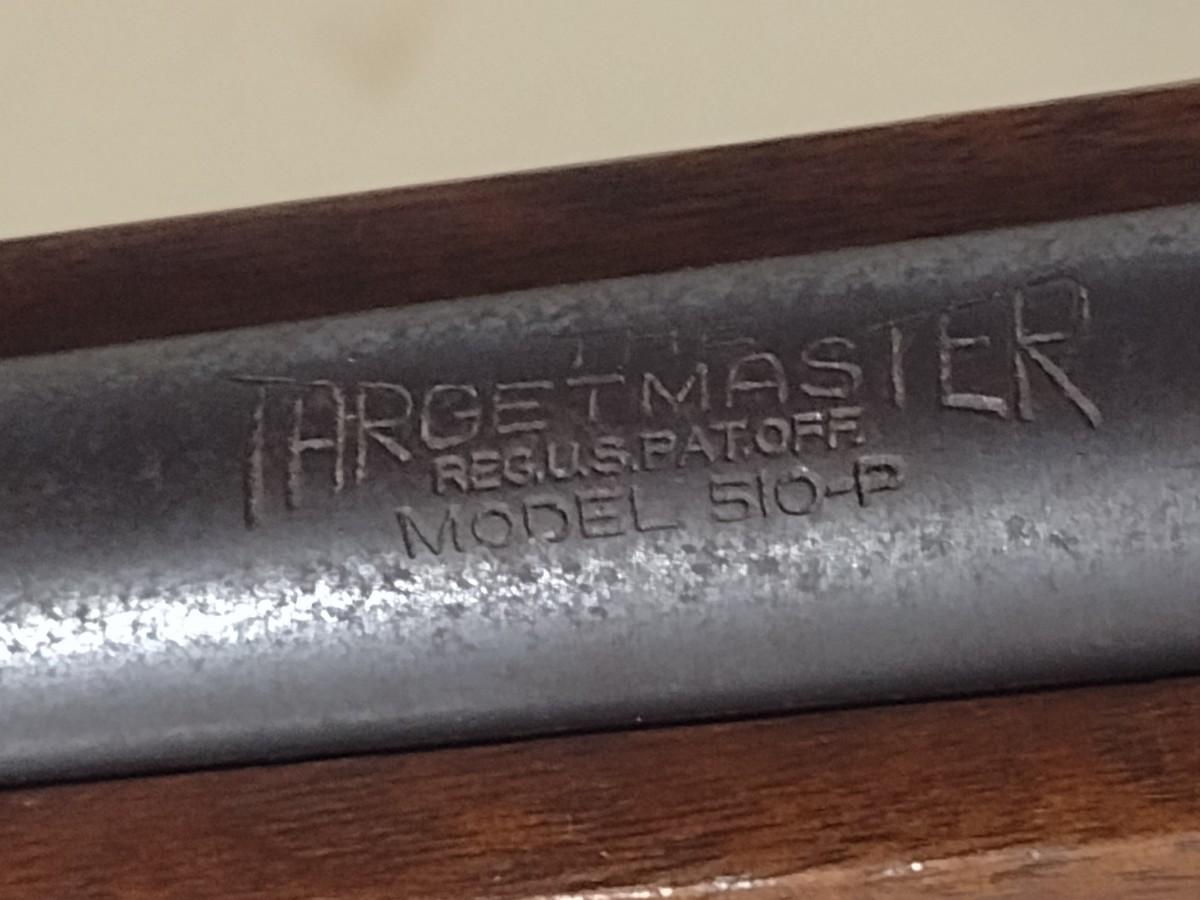 THE
TARGETMASTER
REG.U.S.PAT.OFF.
MODEL 510-P